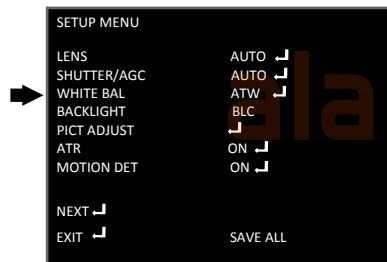 SETUP MENU
LENS AUTO ↵
SHUTTER/AGC AUTO ↵
WHITE BAL ATW ↵
BACKLIGHT BLC
PICT ADJUST ↵
ATR ON ↵
MOTION DET ON ↵
NEXT ↵
EXIT ↵ SAVE ALL
ala